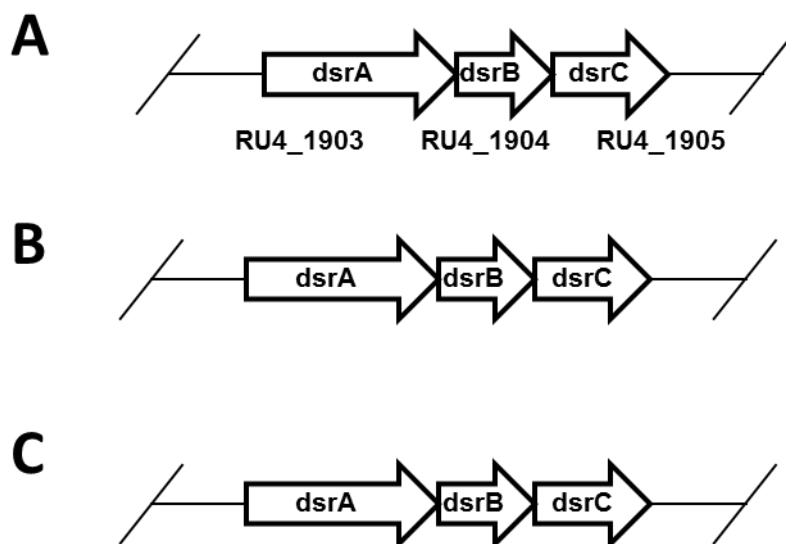 A
dsrA dsrB dsrC
RU4_1903 RU4_1904 RU4_1905
B
dsrA dsrB dsrC
C
dsrA dsrB dsrC